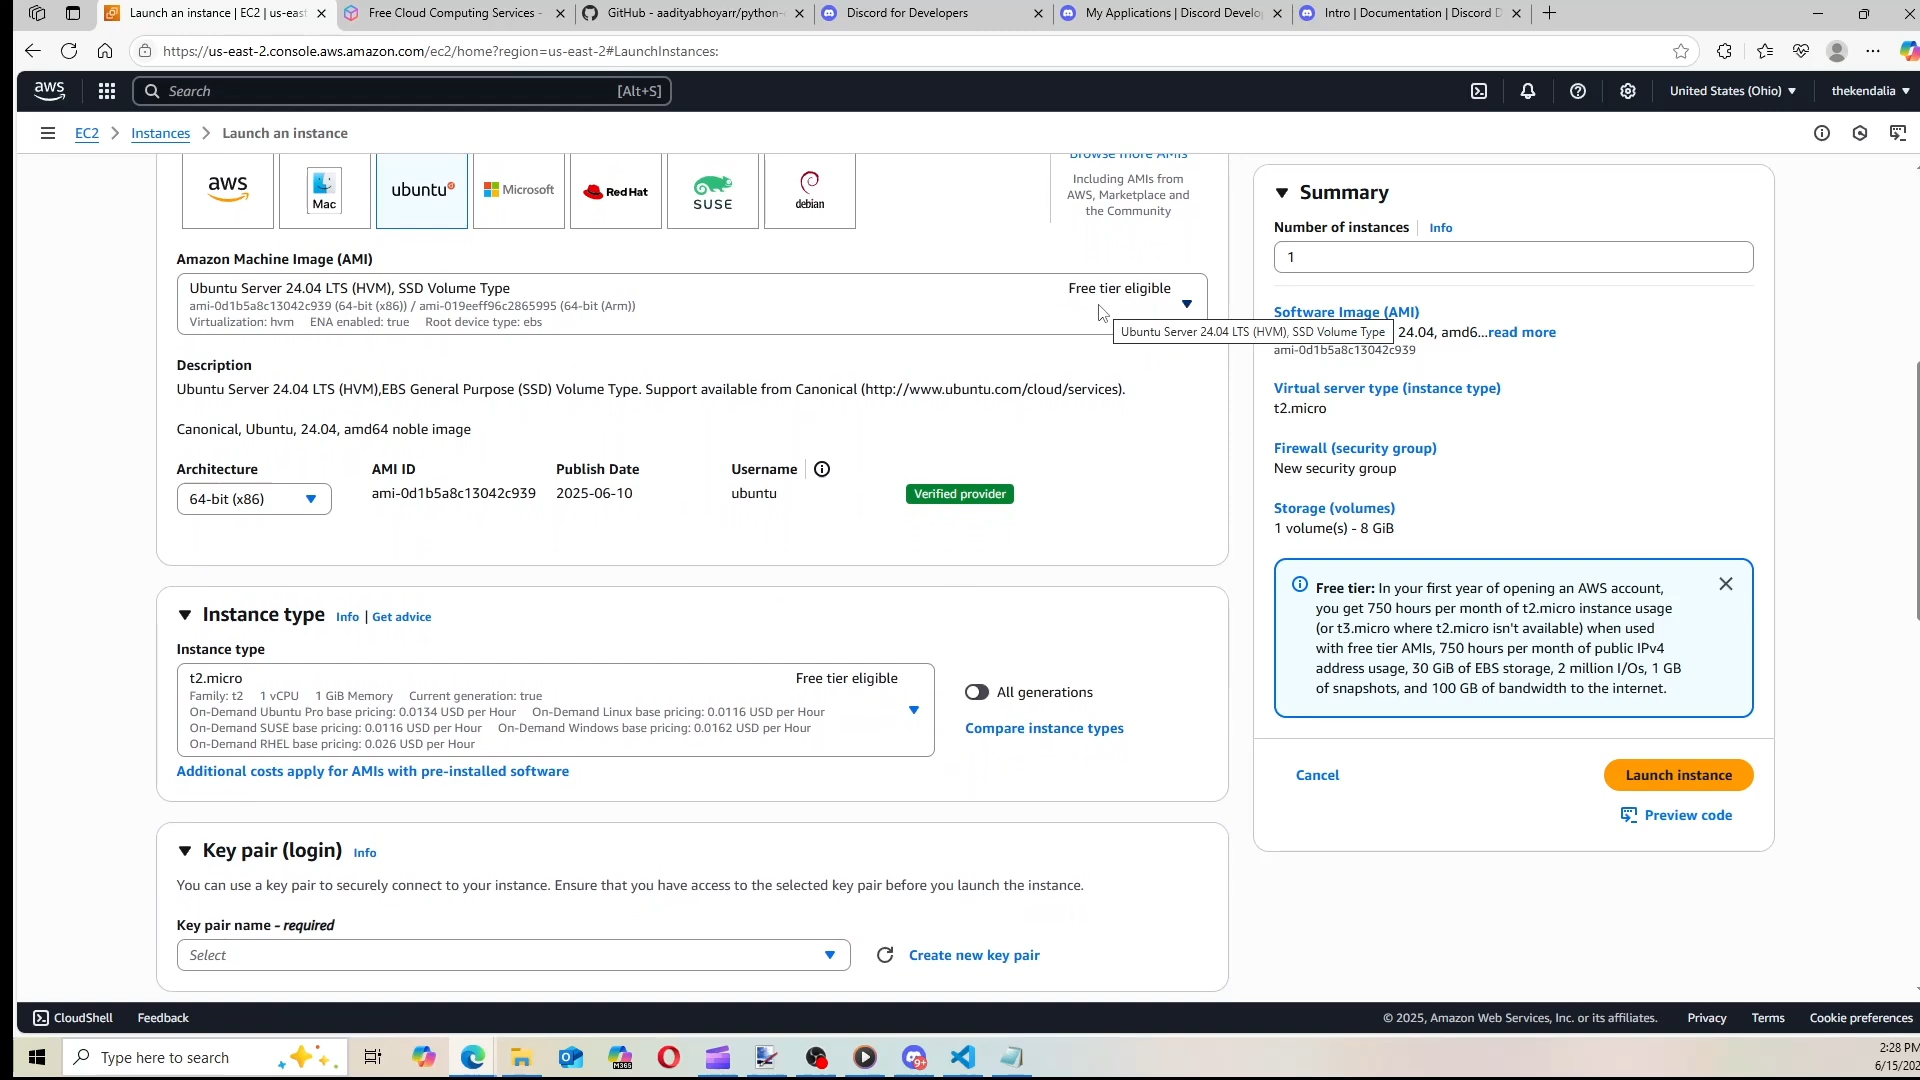 Launch an instance | EC2 | us-east
Free Cloud Computing Services -
GitHub - aadityabhoyarr/python-
Discord for Developers
My Applications | Discord Develo
Intro | Documentation | Discord D
https://us-east-2.console.aws.amazon.com/ec2/home?region=us-east-2#LaunchInstances:
aws
Search
[Alt+S]
United States (Ohio)
thekendalia
EC2
Instances
Launch an instance
Browse more AMIs
aws
Mac
ubuntu
Microsoft
Red Hat
SUSE
debian
Including AMIs from
AWS, Marketplace and
the Community
Amazon Machine Image (AMI)
Ubuntu Server 24.04 LTS (HVM), SSD Volume Type
Free tier eligible
ami-0d1b5a8c13042c939 (64-bit (x86)) / ami-019eeff96c2865995 (64-bit (Arm))
Virtualization: hvm ENA enabled: true Root device type: ebs
Ubuntu Server 24.04 LTS (HVM), SSD Volume Type
Description
Ubuntu Server 24.04 LTS (HVM),EBS General Purpose (SSD) Volume Type. Support available from Canonical (http://www.ubuntu.com/cloud/services).
Canonical, Ubuntu, 24.04, amd64 noble image
Architecture
AMI ID
Publish Date
Username
64-bit (x86)
ami-0d1b5a8c13042c939
2025-06-10
ubuntu
Verified provider
Instance type
Info | Get advice
Instance type
t2.micro
Free tier eligible
Family: t2 1 vCPU 1 GiB Memory Current generation: true
On-Demand Ubuntu Pro base pricing: 0.0134 USD per Hour On-Demand Linux base pricing: 0.0116 USD per Hour
On-Demand SUSE base pricing: 0.0116 USD per Hour On-Demand Windows base pricing: 0.0162 USD per Hour
On-Demand RHEL base pricing: 0.026 USD per Hour
All generations
Compare instance types
Additional costs apply for AMIs with pre-installed software
Key pair (login)
Info
You can use a key pair to securely connect to your instance. Ensure that you have access to the selected key pair before you launch the instance.
Key pair name - required
Select
Create new key pair
Summary
Number of instances
Info
1
Software Image (AMI)
24.04, amd6...read more
ami-0d1b5a8c13042c939
Virtual server type (instance type)
t2.micro
Firewall (security group)
New security group
Storage (volumes)
1 volume(s) - 8 GiB
Free tier: In your first year of opening an AWS account,
you get 750 hours per month of t2.micro instance usage
(or t3.micro where t2.micro isn't available) when used
with free tier AMIs, 750 hours per month of public IPv4
address usage, 30 GiB of EBS storage, 2 million I/Os, 1 GB
of snapshots, and 100 GB of bandwidth to the internet.
Cancel
Launch instance
Preview code
CloudShell
Feedback
© 2025, Amazon Web Services, Inc. or its affiliates.
Privacy
Terms
Cookie preferences
Type here to search
M365
9+
2:28 PM
6/15/202